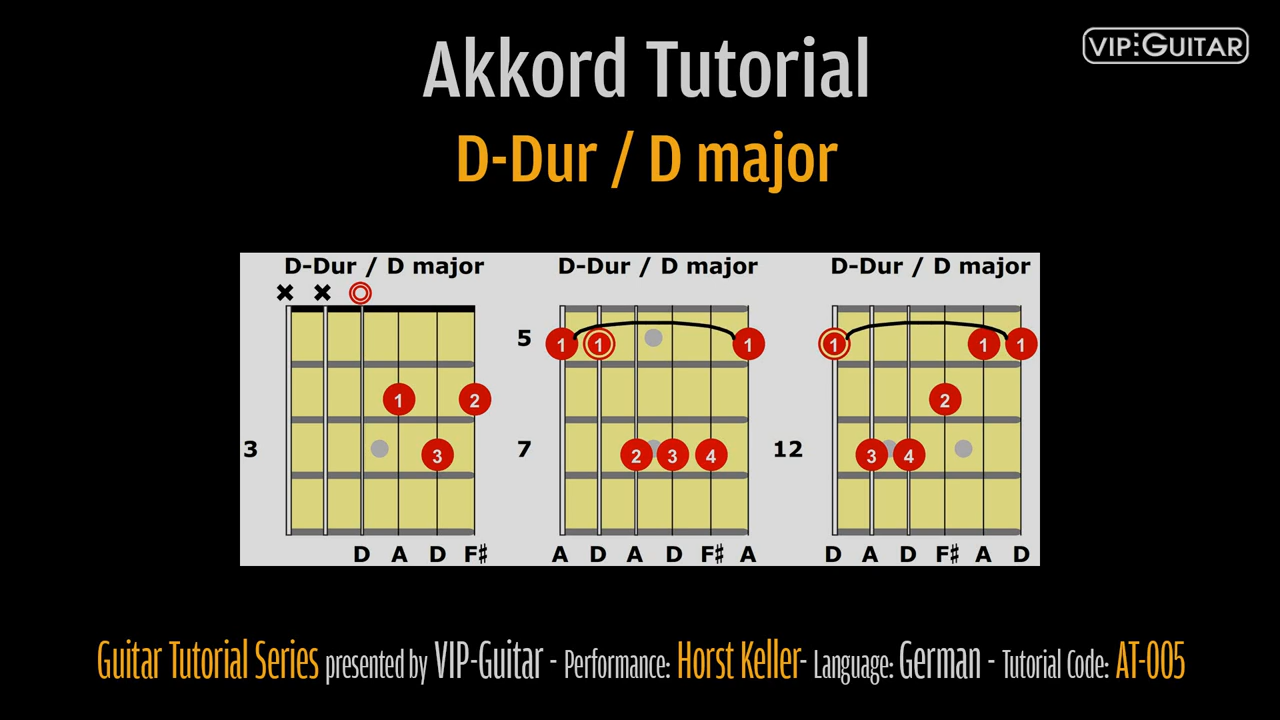 VIP:GUITAR
Akkord Tutorial
D-Dur / D major
D-Dur / D major
3
1 2
3
D A D F♯
D-Dur / D major
5
1 1 1
7
2 3 4
A D A D F♯ A
D-Dur / D major
1 1 1
2
12
3 4
D A D F♯ A D
Guitar Tutorial Series presented by VIP-Guitar - Performance: Horst Keller- Language: German - Tutorial Code: AT-005